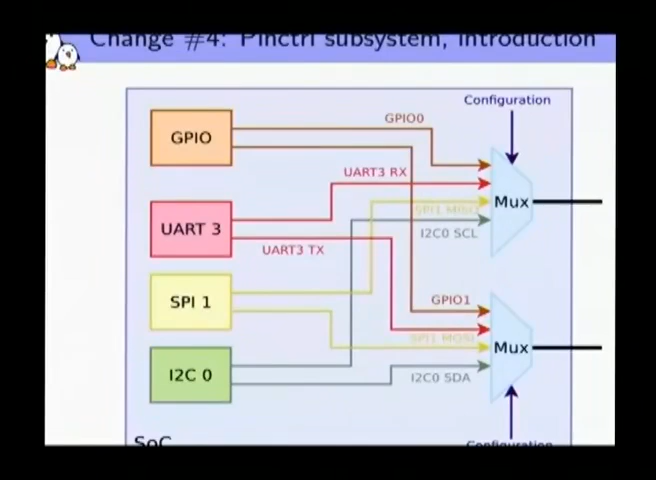 Change #4: Pinctrl subsystem, introduction
Configuration
GPIO0
GPIO
UART3 RX
Mux
SPI1 MISO
UART 3
I2C0 SCL
UART3 TX
SPI 1
GPIO1
SPI1 MOSI
Mux
I2C 0
I2C0 SDA
SoC
Configuration